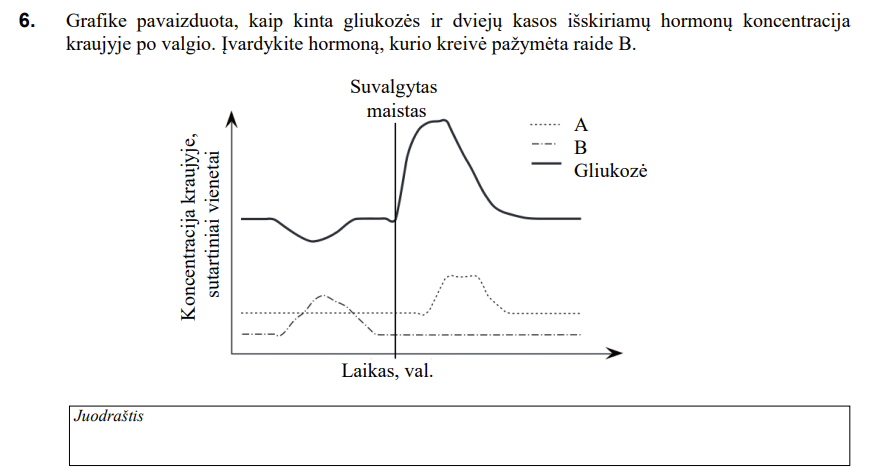 6. Grafike pavaizduota, kaip kinta gliukozės ir dviejų kasos išskiriamų hormonų koncentracija
kraujyje po valgio. Įvardykite hormoną, kurio kreivė pažymėta raide B.
Suvalgytas
maistas
A
B
Gliukozė
Koncentracija kraujyje,
sutartiniai vienetai
Laikas, val.
Juodraštis